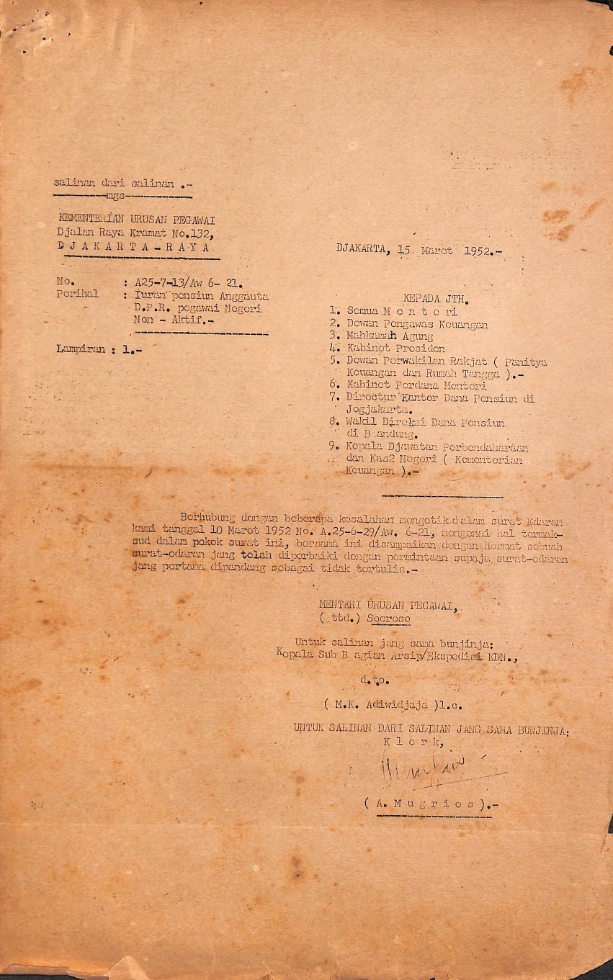 salinan dari salinan .-
mgs
KEMENTERIAN URUSAN PEGAWAI
Djalan Raya Kramat No.132,
D J A K A R T A - R A Y A
DJAKARTA, 15 Maret 1952.-
No. : A25-7-13/Aw 6- 21.
Perihal : Iuran pensiun Anggauta
D.P.R. pegawai Negeri
Non - Aktif.-
Lampiran : 1.-
KEPADA JTH.
1. Semua M e n t e r i
2. Dewan Pengawas Keuangan
3. Mahkamah Agung
4. Kabinet Presiden
5. Dewan Perwakilan Rakjat ( Panitya
Keuangan dan Rumah Tangga ).-
6. Kabinet Perdana Menteri
7. Directur Kantor Dana Pensiun di
Jogjakarta.
8. Wakil Direksi Dana Pensiun
di B andung.
9. Kepala Djawatan Perbendaharaan
dan Kas2 Negeri ( Kementerian
Keuangan ).-
Berhubung dengan beberapa kesalahan mengetik dalam surat Edaran
kami tanggal 10 Maret 1952 No. A.25-6-29/Aw. 6-21, mengenai hal termak-
sud dalam pokok surat ini, bersama ini disampaikan dengan hormat sebuah
surat-edaran jang telah diperbaiki dengan permintaan supaja surat-edaran
jang pertama dipandang sebagai tidak tertulis.-
MENTERI URUSAN PEGAWAI,
( ttd.) Soeroso
Untuk salinan jang sama bunjinja:
Kepala Sub B agian Arsip/Ekspedisi KDN.,
d.to.
( M.K. Adiwidjaja )l.c.
UNTUK SALINAN DARI SALINAN JANG SAMA BUNJINJA;
K l e r k,
( A. M u g r i o s ).-